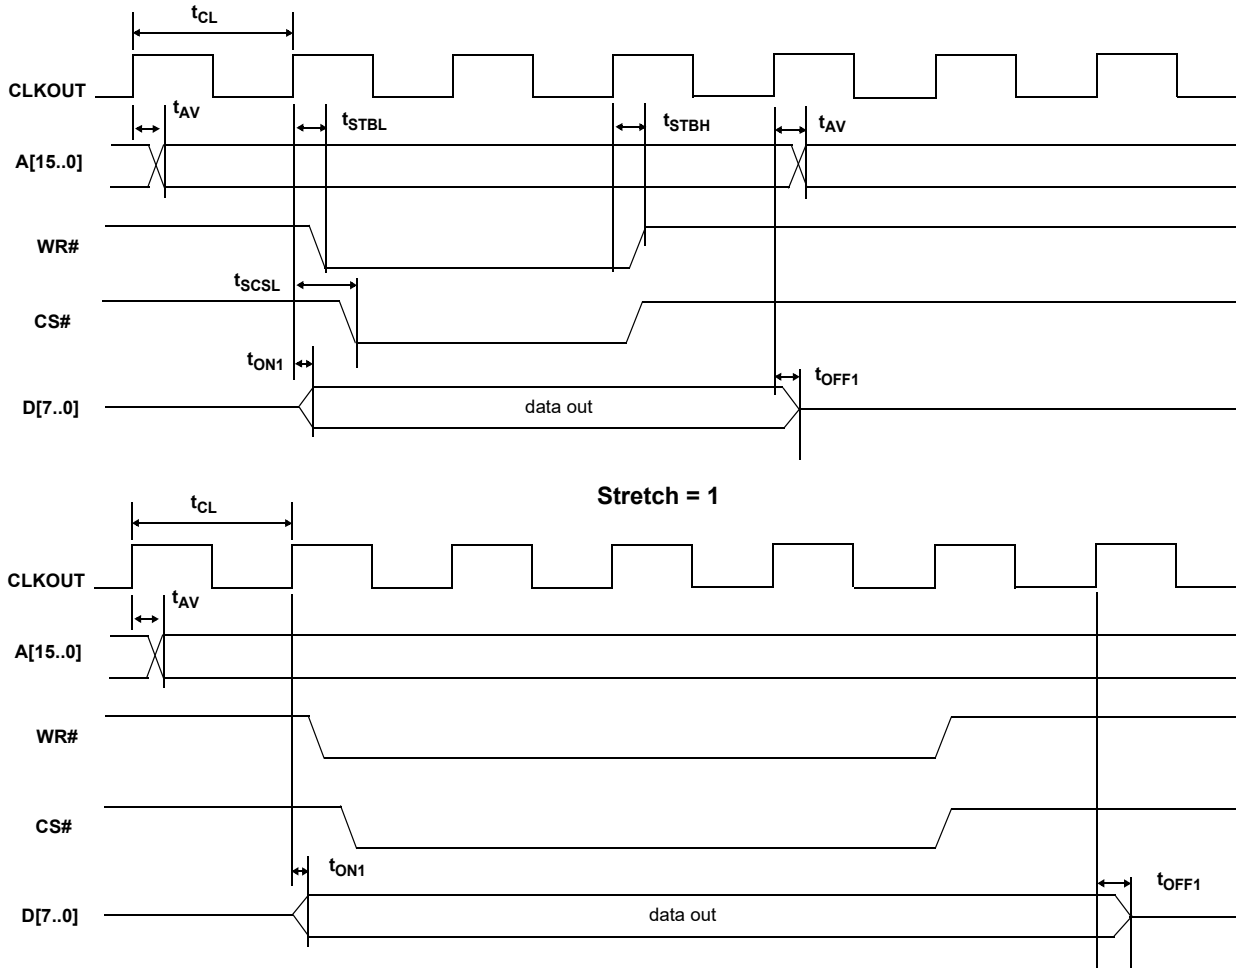 tCL
CLKOUT
tAV tSTBL tSTBH tAV
A[15..0]
WR#
tSCSL
CS#
tON1 tOFF1
D[7..0] data out
Stretch = 1
tCL
CLKOUT
tAV
A[15..0]
WR#
CS#
tON1 tOFF1
D[7..0] data out